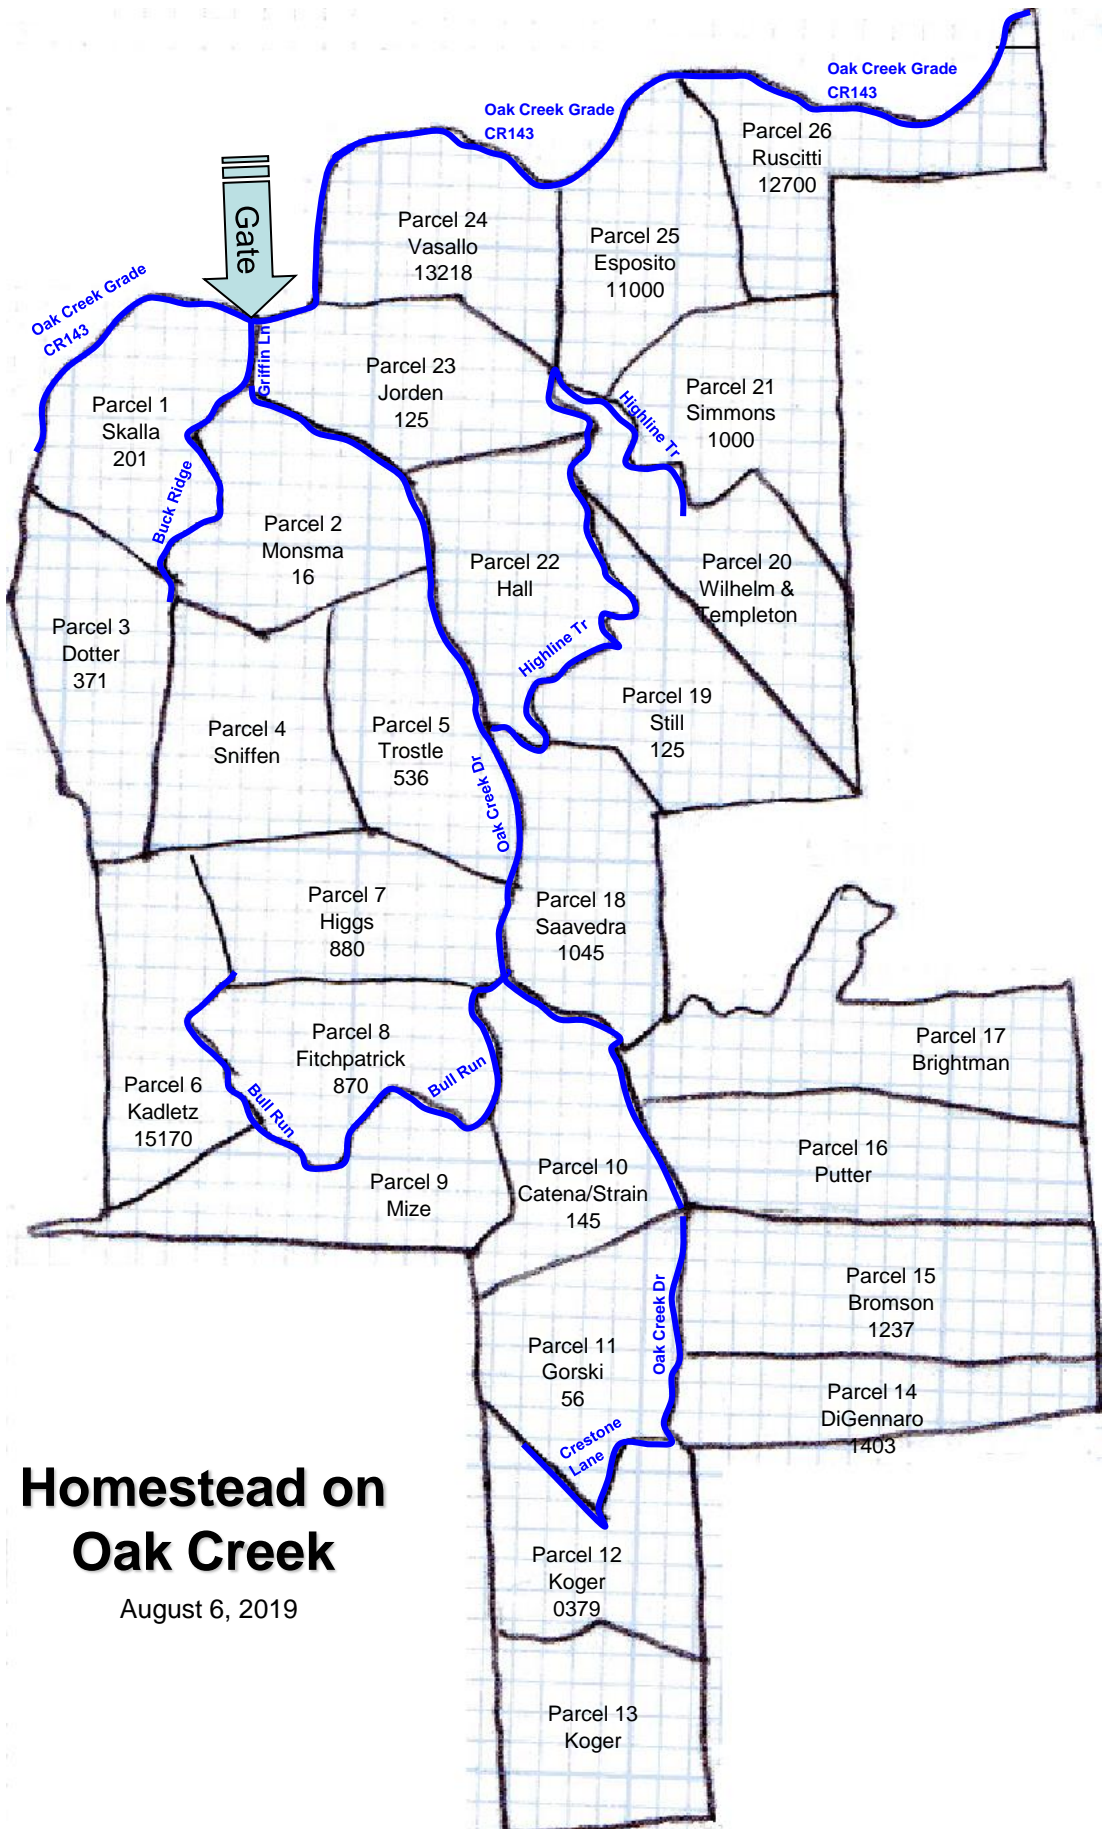 Oak Creek Grade
CR143
Oak Creek Grade
CR143
Parcel 26
Ruscitti
12700
Gate
Parcel 24
Vasallo
13218
Parcel 25
Esposito
11000
Oak Creek Grade
CR143
Griffin Ln
Parcel 23
Jorden
125
Parcel 21
Simmons
1000
Highline Tr
Parcel 1
Skalla
201
Buck Ridge
Parcel 2
Monsma
16
Parcel 22
Hall
Parcel 20
Wilhelm &
Templeton
Parcel 3
Dotter
371
Highline Tr
Parcel 4
Sniffen
Parcel 5
Trostle
536
Parcel 19
Still
125
Oak Creek Dr
Parcel 7
Higgs
880
Parcel 18
Saavedra
1045
Parcel 8
Fitchpatrick
870
Bull Run
Bull Run
Parcel 17
Brightman
Parcel 6
Kadletz
15170
Parcel 16
Putter
Parcel 9
Mize
Parcel 10
Catena/Strain
145
Parcel 15
Bromson
1237
Oak Creek Dr
Parcel 11
Gorski
56
Parcel 14
DiGennaro
1403
Crestone
Lane
Homestead on
Oak Creek
August 6, 2019
Parcel 12
Koger
0379
Parcel 13
Koger